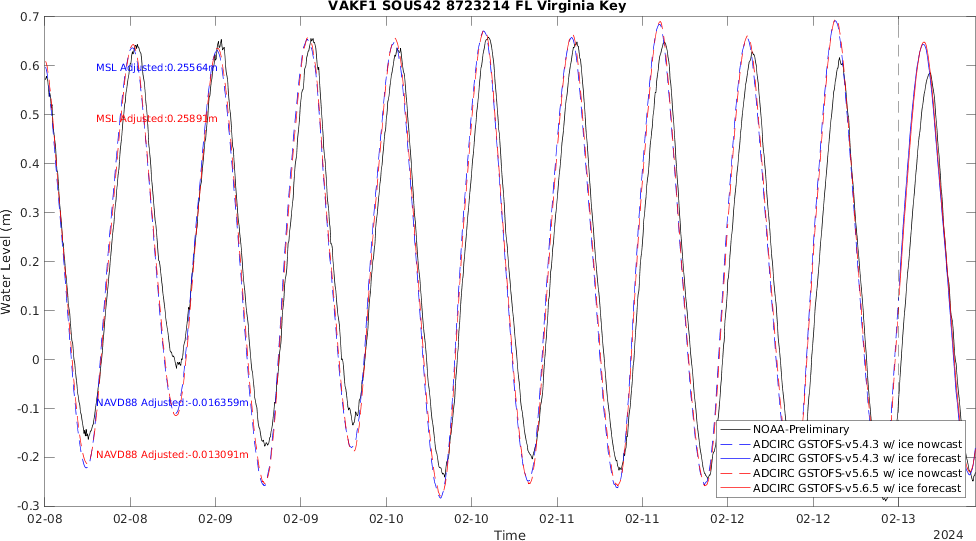 VAKF1 SOUS42 8723214 FL Virginia Key
0.7
0.6
0.5
0.4
0.3
0.2
0.1
0
-0.1
-0.2
-0.3
Water Level (m)
MSL Adjusted:0.25564m
MSL Adjusted:0.25891m
NAVD88 Adjusted:-0.016359m
NAVD88 Adjusted:-0.013091m
NOAA-Preliminary
ADCIRC GSTOFS-v5.4.3 w/ ice nowcast
ADCIRC GSTOFS-v5.4.3 w/ ice forecast
ADCIRC GSTOFS-v5.6.5 w/ ice nowcast
ADCIRC GSTOFS-v5.6.5 w/ ice forecast
02-08 02-08 02-09 02-09 02-10 02-10 02-11 02-11 02-12 02-12 02-13
Time
2024